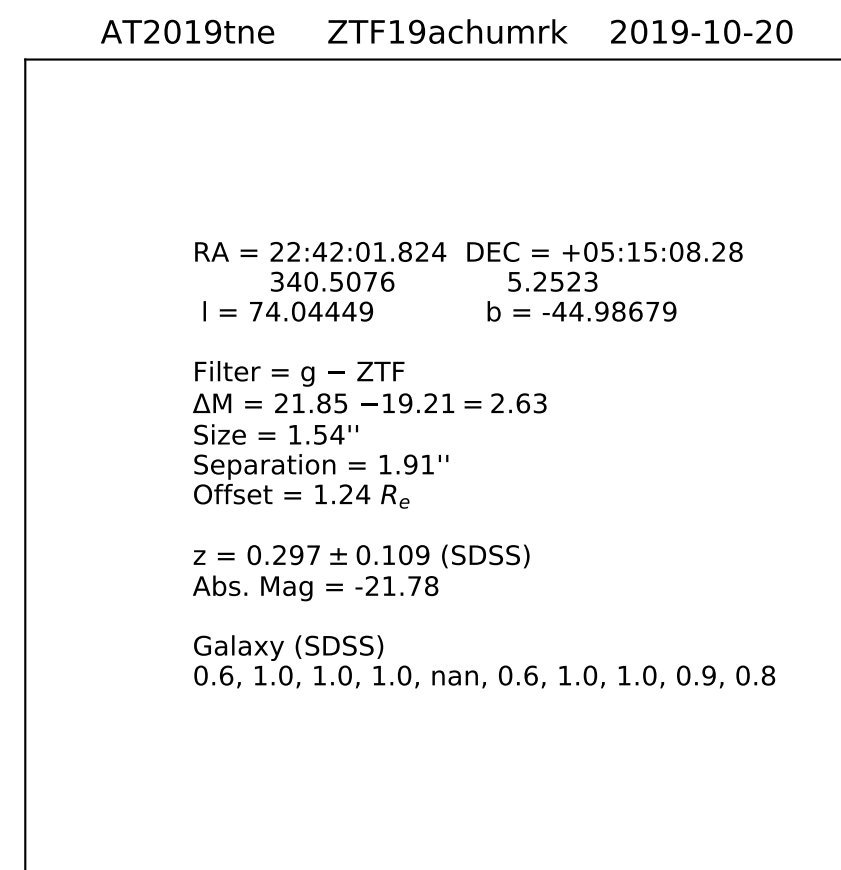 AT2019tne ZTF19achumrk 2019-10-20
RA = 22:42:01.824 DEC = +05:15:08.28
340.5076 5.2523
l = 74.04449 b = -44.98679
Filter = g − ZTF
ΔM = 21.85 −19.21 = 2.63
Size = 1.54''
Separation = 1.91''
Offset = 1.24 Rₑ
z = 0.297 ± 0.109 (SDSS)
Abs. Mag = -21.78
Galaxy (SDSS)
0.6, 1.0, 1.0, 1.0, nan, 0.6, 1.0, 1.0, 0.9, 0.8